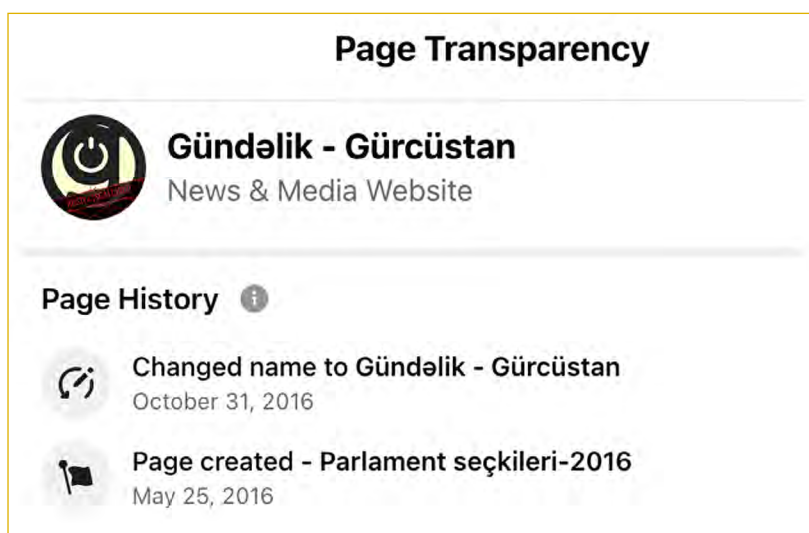 Page Transparency
Gündəlik - Gürcüstan
News & Media Website
Page History
Changed name to Gündəlik - Gürcüstan
October 31, 2016
Page created - Parlament seçkileri-2016
May 25, 2016